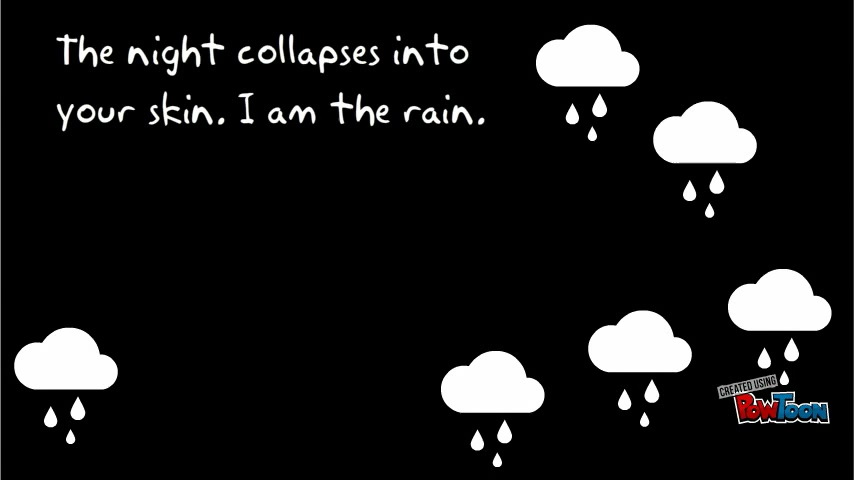 The night collapses into
your skin. I am the rain.
CREATED USING
POWTOON